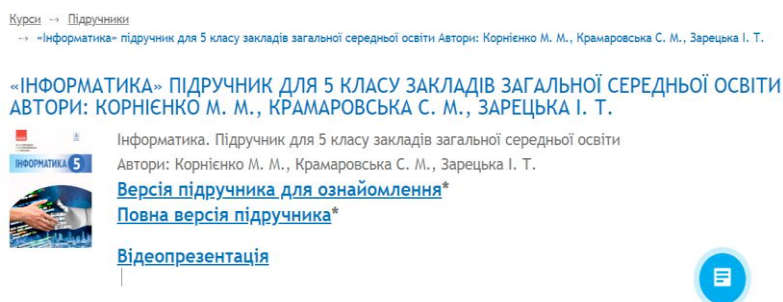 Курси → Підручники
→ «Інформатика» підручник для 5 класу закладів загальної середньої освіти Автори: Корнієнко М. М., Крамаровська С. М., Зарецька І. Т.
«ІНФОРМАТИКА» ПІДРУЧНИК ДЛЯ 5 КЛАСУ ЗАКЛАДІВ ЗАГАЛЬНОЇ СЕРЕДНЬОЇ ОСВІТИ
АВТОРИ: КОРНІЄНКО М. М., КРАМАРОВСЬКА С. М., ЗАРЕЦЬКА І. Т.
ІНФОРМАТИКА 5
Інформатика. Підручник для 5 класу закладів загальної середньої освіти
Автори: Корнієнко М. М., Крамаровська С. М., Зарецька І. Т.
Версія підручника для ознайомлення*
Повна версія підручника*
Відеопрезентація